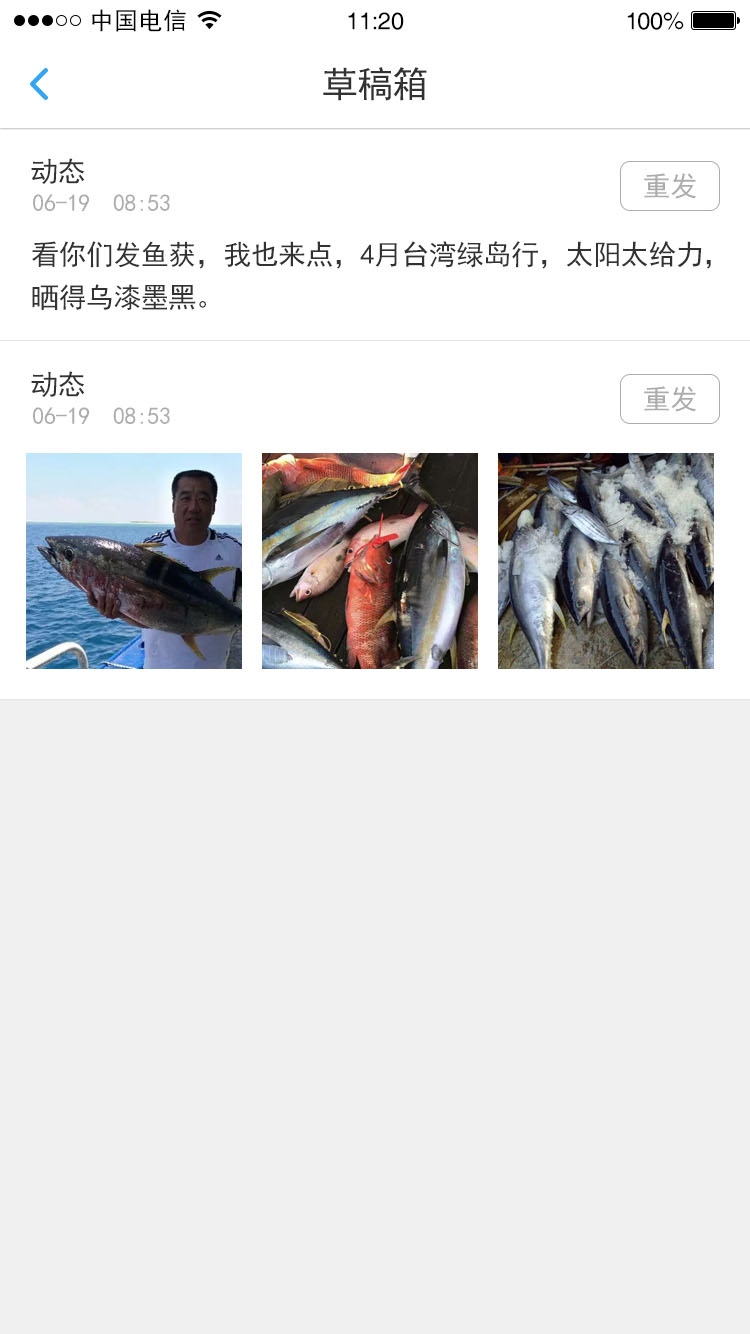 中国电信 11:20 100%
草稿箱
动态
06-19 08:53
重发
看你们发鱼获，我也来点，4月台湾绿岛行，太阳太给力，
晒得乌漆墨黑。
动态
06-19 08:53
重发